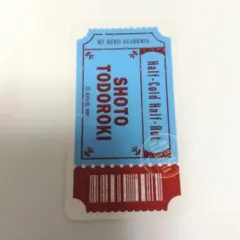 MY HERO ACADEMIA
SHOTO
TODOROKI
Half-Cold Half-Hot